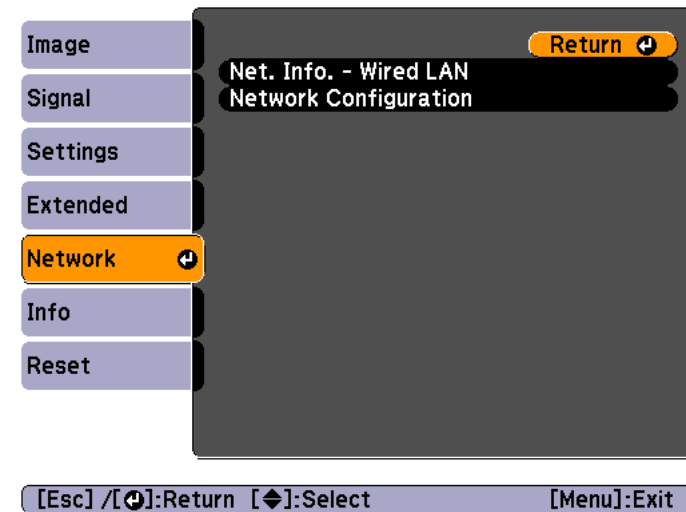 Image
Signal
Settings
Extended
Network
Info
Reset
Return
Net. Info. - Wired LAN
Network Configuration
[Esc] /[⏎]:Return [◆]:Select [Menu]:Exit